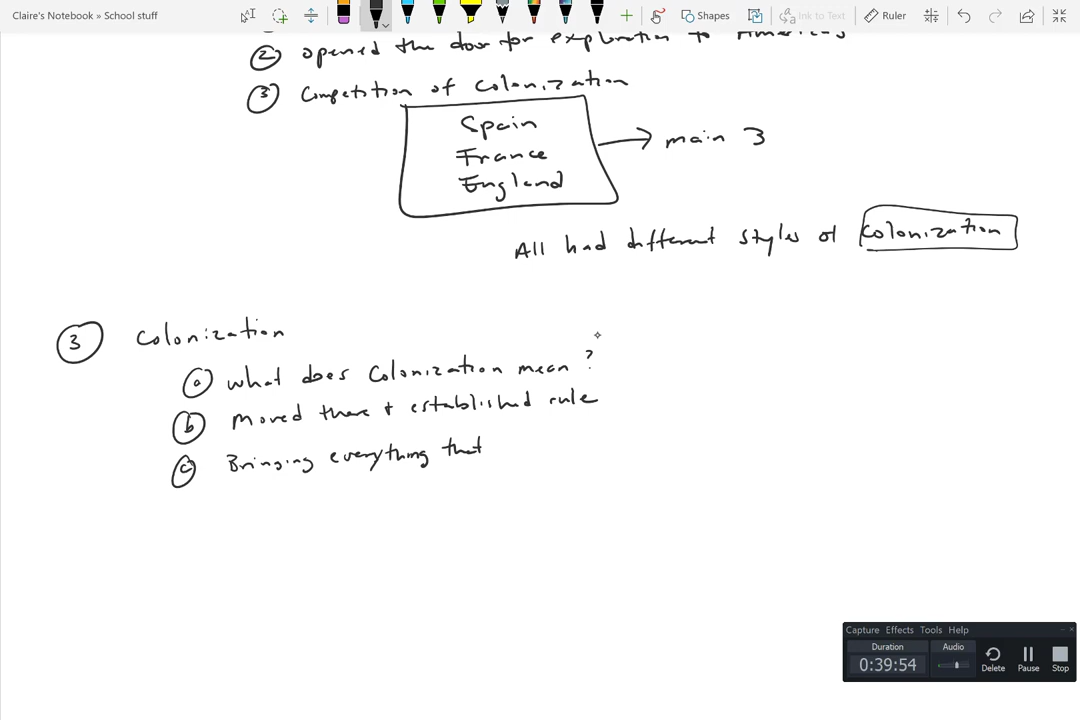 Claire's Notebook » School stuff
Shapes
Ink to Text
Ruler
② opened the door for exploration to Americas
③ Competition of colonization
Spain
France
England
→ main 3
All had different styles of colonization
③ Colonization
ⓐ What does Colonization mean?
ⓑ Moved there + established rule
ⓒ Bringing everything that
Capture Effects Tools Help
Duration
Audio
0:39:54
Delete
Pause
Stop